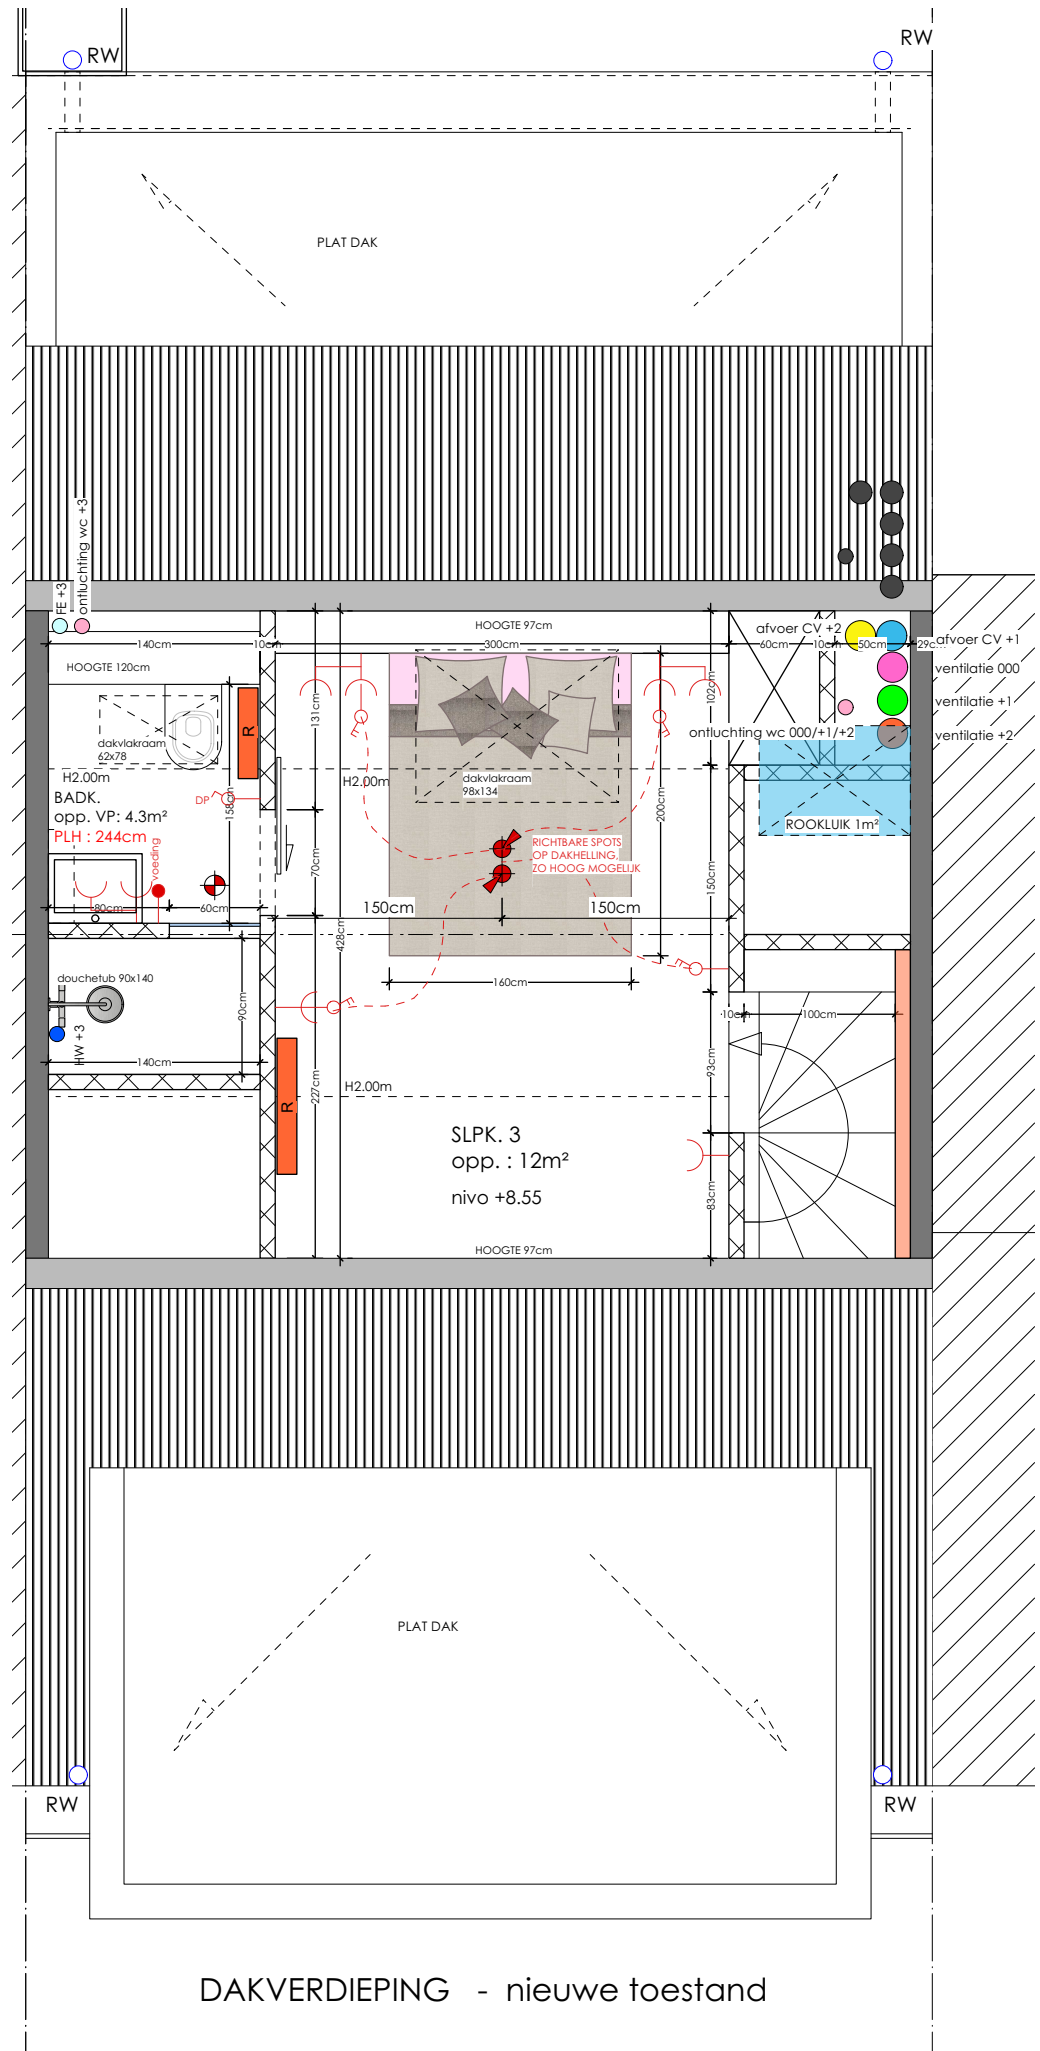 RW
RW
PLAT DAK
FE +3
ontluchting wc +3
HOOGTE 97cm
140cm
10cm
300cm
afvoer CV +2
60cm
10cm
50cm
29cm
afvoer CV +1
HOOGTE 120cm
ventilatie 000
131cm
102cm
ventilatie +1
R
ontluchting wc 000/+1/+2
ventilatie +2
dakvlakraam
62x78
H2.00m
H2.00m
dakvlakraam
98x134
BADK.
opp. VP: 4.3m²
PLH : 244cm
DP
158cm
200cm
ROOKLUIK 1m²
voeding
RICHTBARE SPOTS
OP DAKHELLING,
ZO HOOG MOGELIJK
70cm
150cm
80cm
60cm
150cm
150cm
428cm
douchetub 90x140
160cm
90cm
10cm
100cm
HW +3
140cm
93cm
R
227cm
H2.00m
SLPK. 3
opp. : 12m²
nivo +8.55
83cm
HOOGTE 97cm
PLAT DAK
RW
RW
DAKVERDIEPING - nieuwe toestand